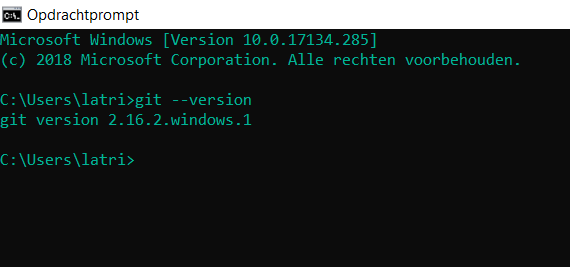 Opdrachtprompt
Microsoft Windows [Version 10.0.17134.285]
(c) 2018 Microsoft Corporation. Alle rechten voorbehouden.
C:\Users\latri>git --version
git version 2.16.2.windows.1
C:\Users\latri>